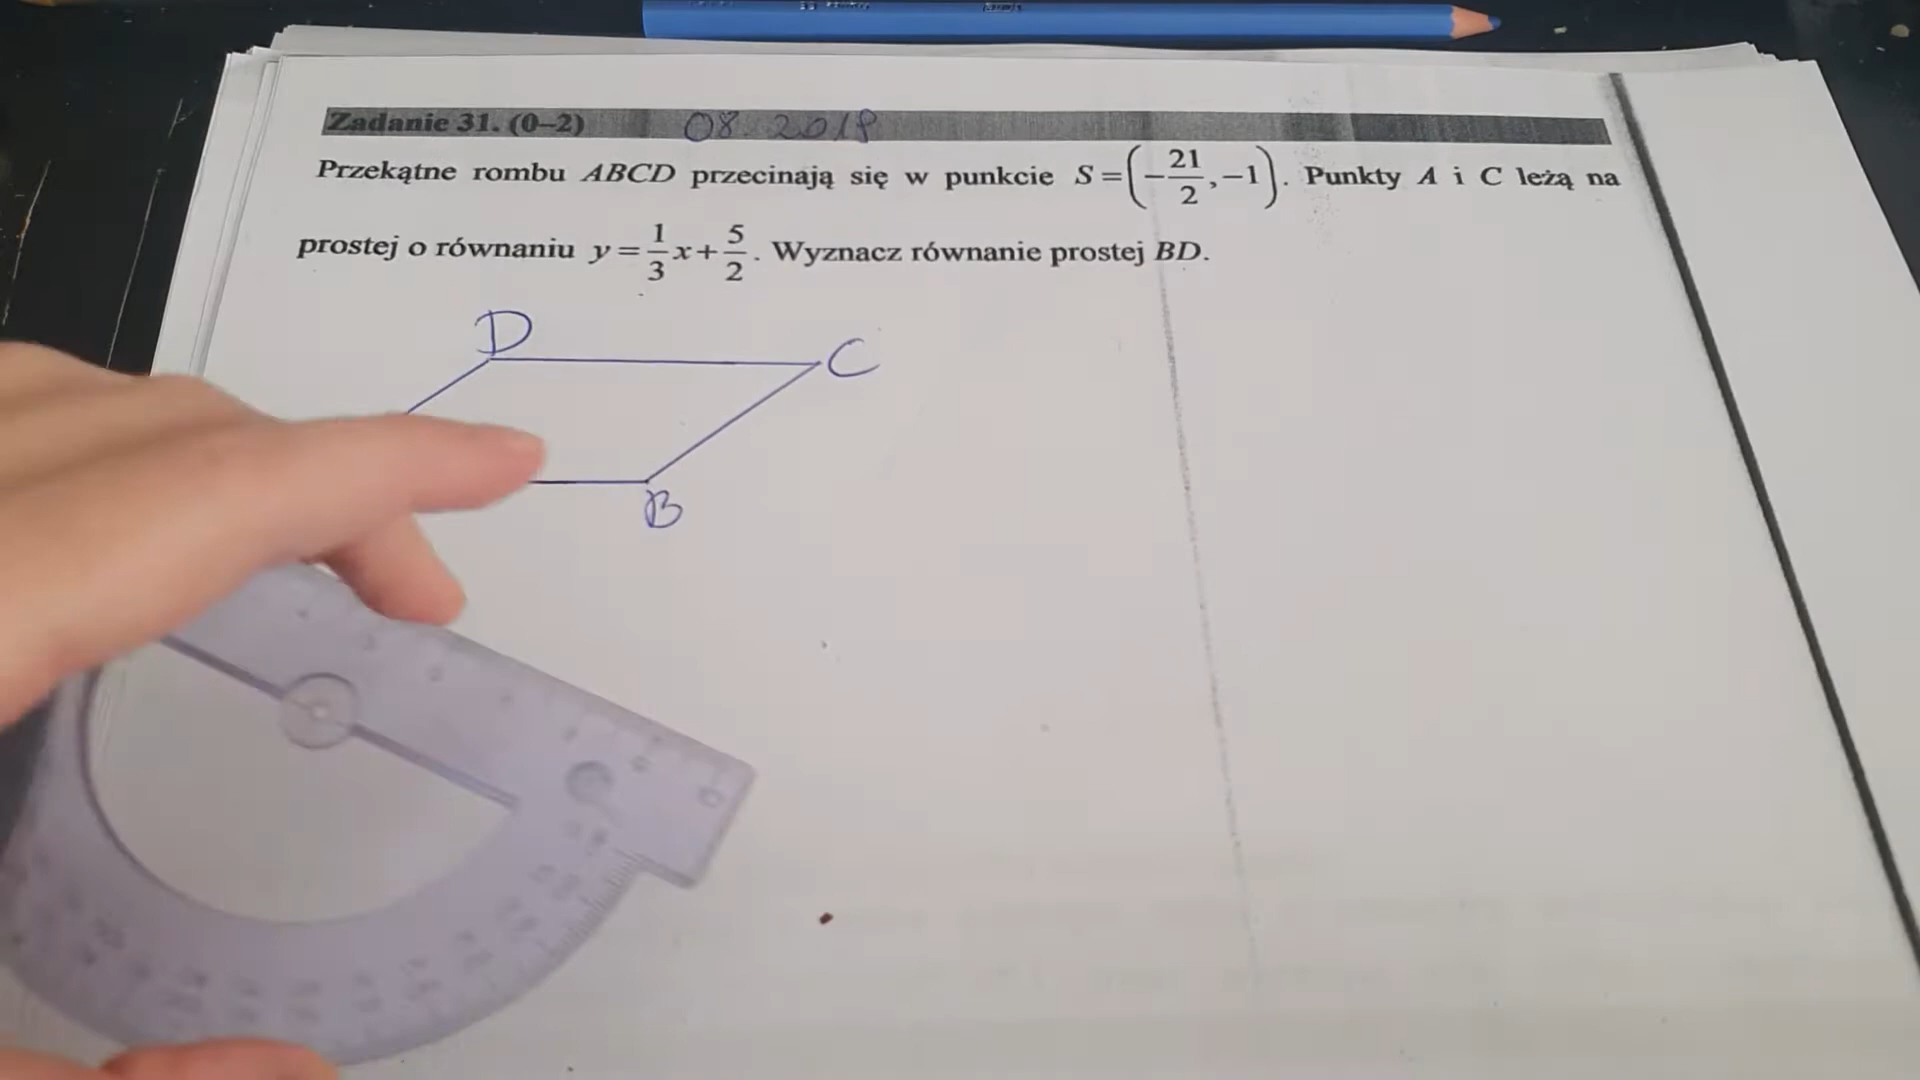 Zadanie 31. (0–2) 08. 2018
Przekątne rombu ABCD przecinają się w punkcie S=(-21/2, -1). Punkty A i C leżą na
prostej o równaniu y=1/3x+5/2. Wyznacz równanie prostej BD.
D
C
B